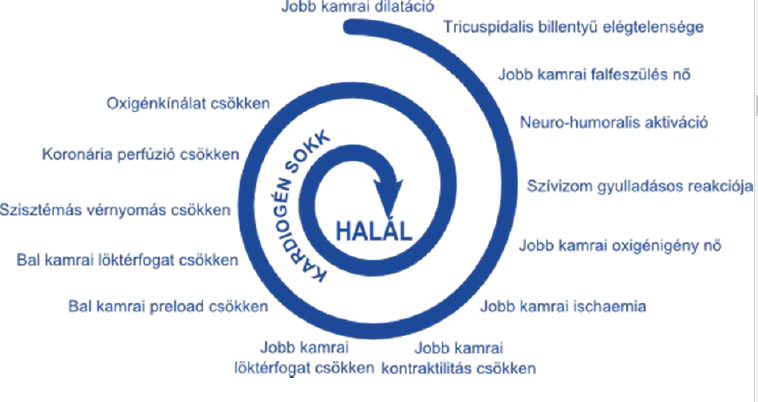 Jobb kamrai dilatáció
Tricuspidalis billentyű elégtelensége
Jobb kamrai falfeszülés nő
Neuro-humoralis aktiváció
Szívizom gyulladásos reakciója
Jobb kamrai oxigénigény nő
Jobb kamrai ischaemia
Jobb kamrai
kontraktilitás csökken
Jobb kamrai
löktérfogat csökken
Bal kamrai preload csökken
Bal kamrai löktérfogat csökken
Szisztémás vérnyomás csökken
Koronária perfúzió csökken
Oxigénkínálat csökken
KARDIOGÉN SOKK
HALÁL